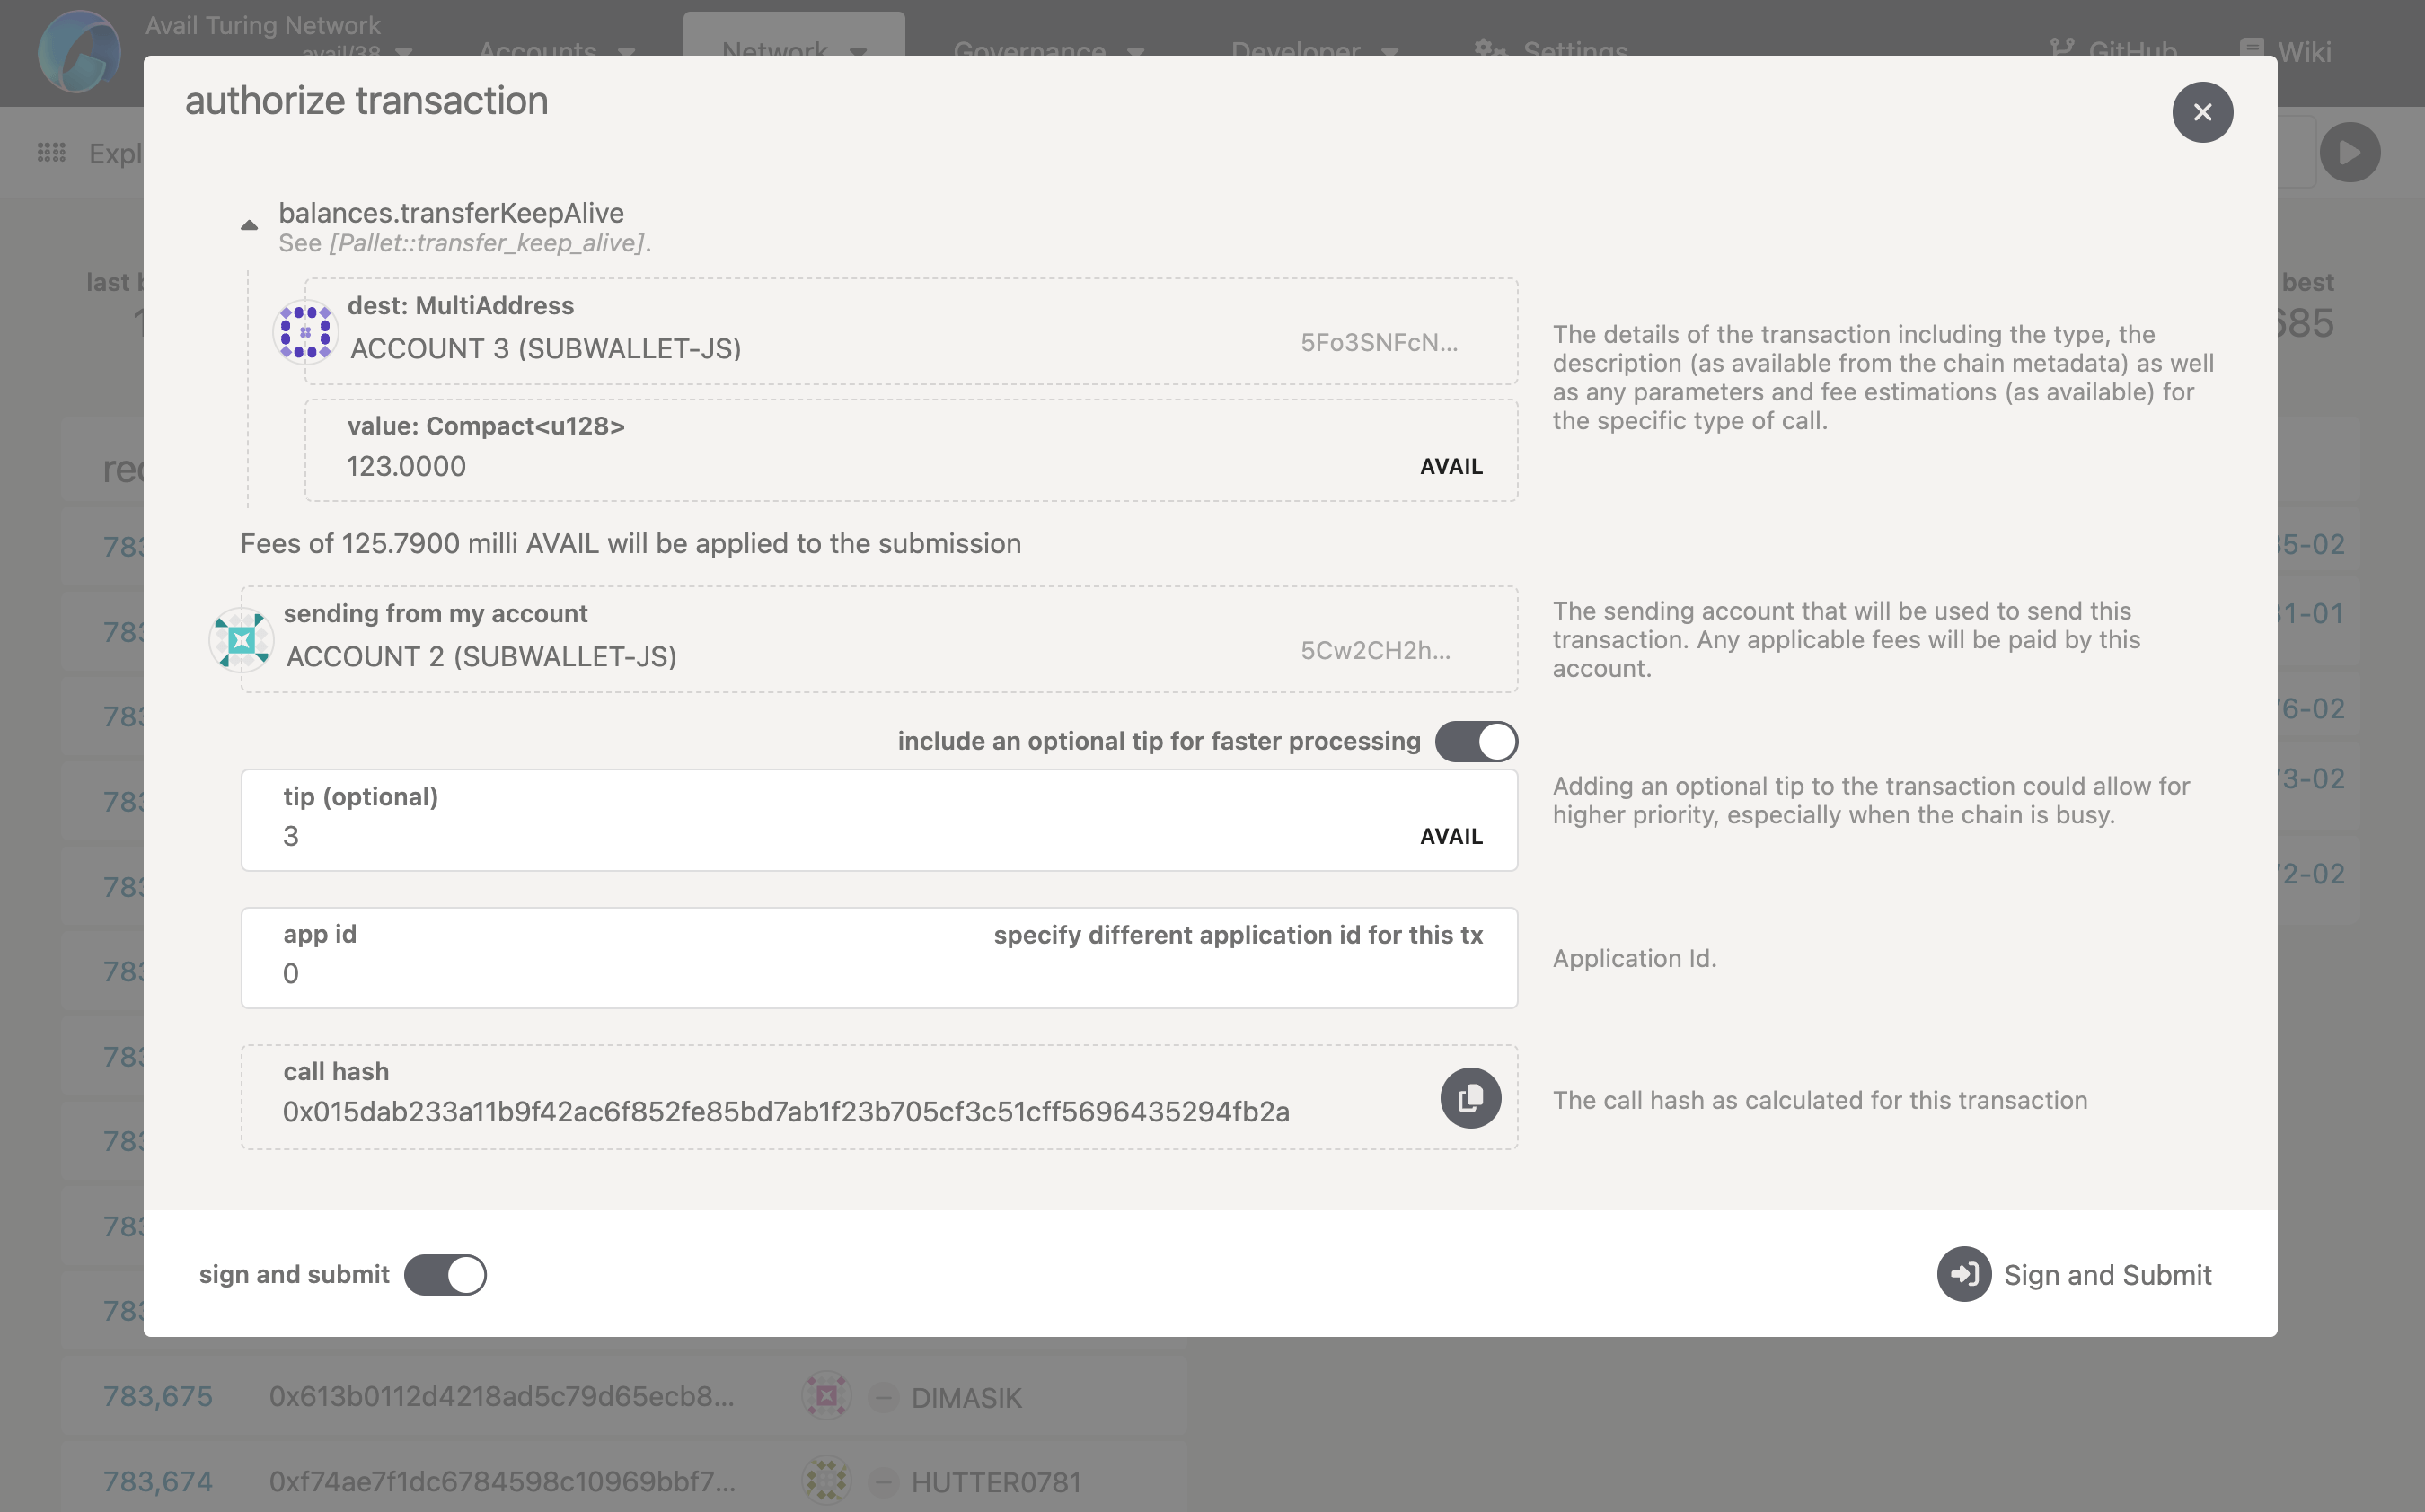 Avail Turing Network
avail/38
Accounts
Network
Governance
Developer
Settings
GitHub
Wiki
authorize transaction
balances.transferKeepAlive
See [Pallet::transfer_keep_alive].
dest: MultiAddress
ACCOUNT 3 (SUBWALLET-JS)
5Fo3SNFcN...
value: Compact<u128>
123.0000
AVAIL
The details of the transaction including the type, the
description (as available from the chain metadata) as well
as any parameters and fee estimations (as available) for
the specific type of call.
Fees of 125.7900 milli AVAIL will be applied to the submission
sending from my account
ACCOUNT 2 (SUBWALLET-JS)
5Cw2CH2h...
The sending account that will be used to send this
transaction. Any applicable fees will be paid by this
account.
include an optional tip for faster processing
tip (optional)
3
AVAIL
Adding an optional tip to the transaction could allow for
higher priority, especially when the chain is busy.
app id
specify different application id for this tx
0
Application Id.
call hash
0x015dab233a11b9f42ac6f852fe85bd7ab1f23b705cf3c51cff5696435294fb2a
The call hash as calculated for this transaction
sign and submit
Sign and Submit
last
best
783,675
0x613b0112d4218ad5c79d65ecb8...
DIMASIK
783,674
0xf74ae7f1dc6784598c10969bbf7...
HUTTER0781